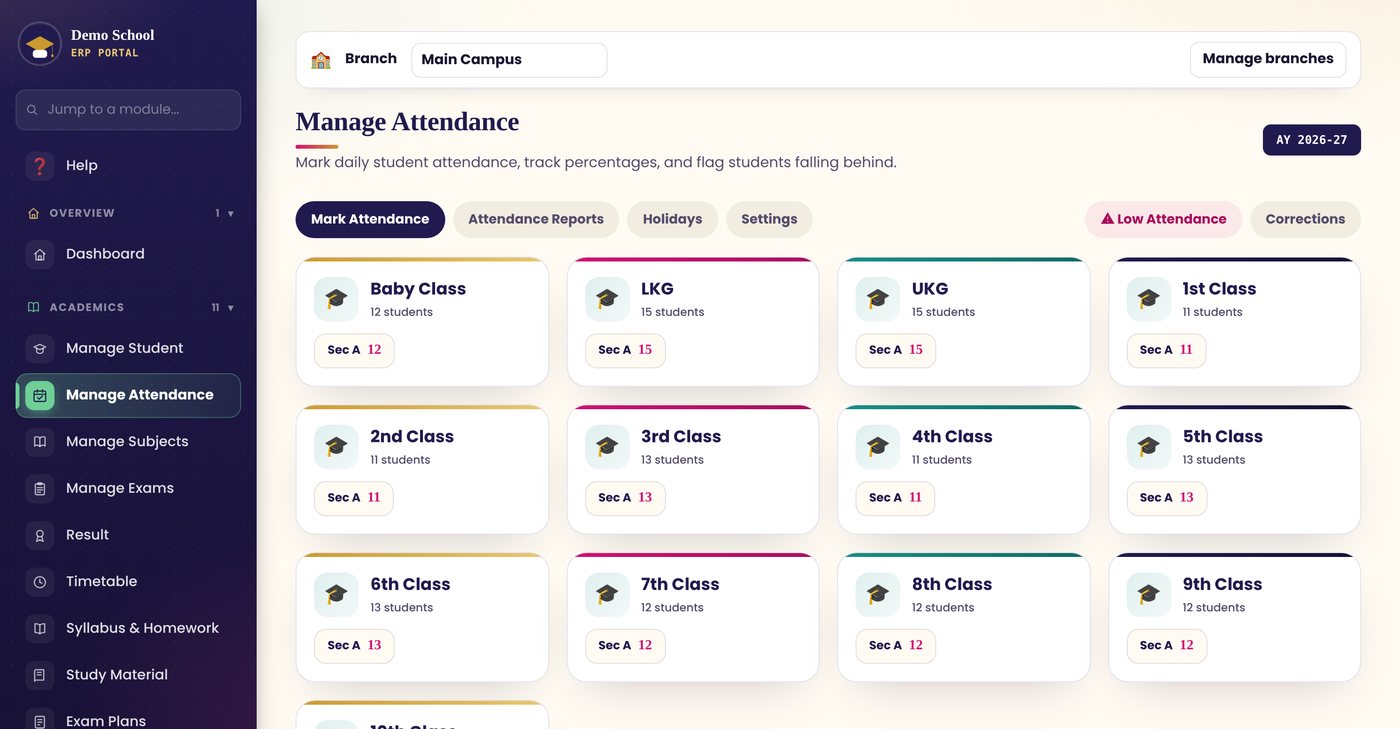 Demo School
ERP PORTAL
Jump to a module...
Help
OVERVIEW 1
Dashboard
ACADEMICS 11
Manage Student
Manage Attendance
Manage Subjects
Manage Exams
Result
Timetable
Syllabus & Homework
Study Material
Exam Plans
Branch Main Campus Manage branches
Manage Attendance
AY 2026-27
Mark daily student attendance, track percentages, and flag students falling behind.
Mark Attendance Attendance Reports Holidays Settings Low Attendance Corrections
Baby Class
12 students
Sec A 12
LKG
15 students
Sec A 15
UKG
15 students
Sec A 15
1st Class
11 students
Sec A 11
2nd Class
11 students
Sec A 11
3rd Class
13 students
Sec A 13
4th Class
11 students
Sec A 11
5th Class
13 students
Sec A 13
6th Class
13 students
Sec A 13
7th Class
12 students
Sec A 12
8th Class
12 students
Sec A 12
9th Class
12 students
Sec A 12